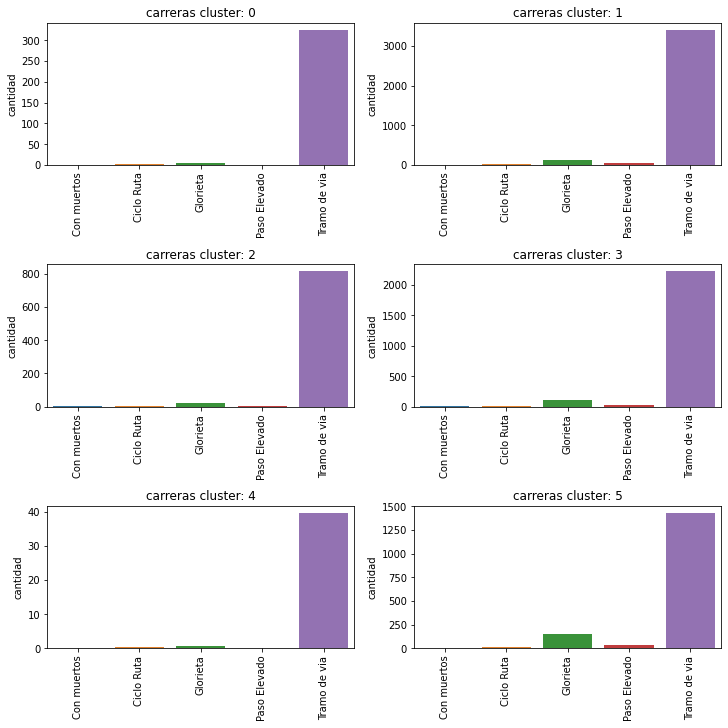 carreras cluster: 0
cantidad
300
250
200
150
100
50
0
Con muertos
Ciclo Ruta
Glorieta
Paso Elevado
Tramo de via
carreras cluster: 1
cantidad
3000
2000
1000
0
Con muertos
Ciclo Ruta
Glorieta
Paso Elevado
Tramo de via
carreras cluster: 2
cantidad
800
600
400
200
0
Con muertos
Ciclo Ruta
Glorieta
Paso Elevado
Tramo de via
carreras cluster: 3
cantidad
2000
1500
1000
500
0
Con muertos
Ciclo Ruta
Glorieta
Paso Elevado
Tramo de via
carreras cluster: 4
cantidad
40
30
20
10
0
Con muertos
Ciclo Ruta
Glorieta
Paso Elevado
Tramo de via
carreras cluster: 5
cantidad
1500
1250
1000
750
500
250
0
Con muertos
Ciclo Ruta
Glorieta
Paso Elevado
Tramo de via